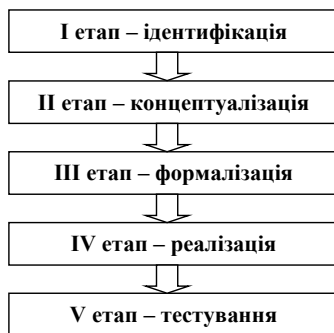 I етап – ідентифікація
II етап – концептуалізація
III етап – формалізація
IV етап – реалізація
V етап – тестування